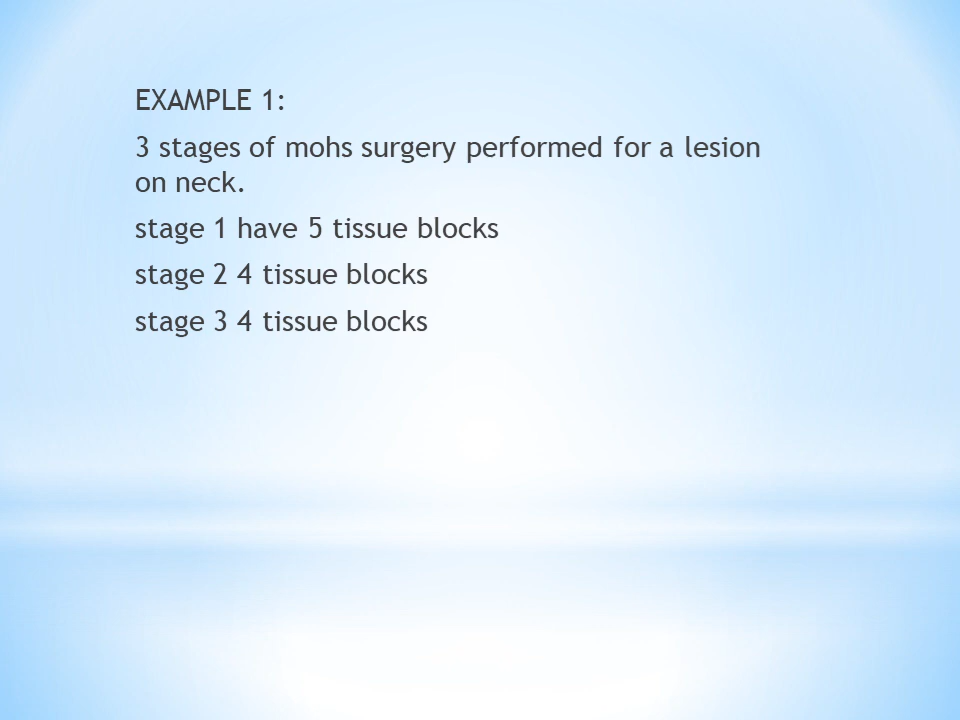 EXAMPLE 1:
3 stages of mohs surgery performed for a lesion
on neck.
stage 1 have 5 tissue blocks
stage 2 4 tissue blocks
stage 3 4 tissue blocks